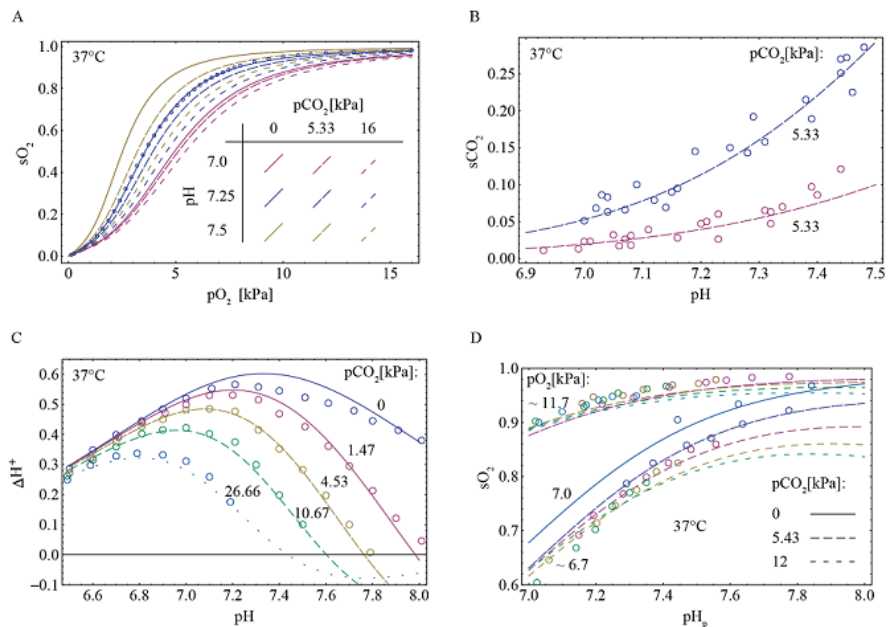 A
37°C
pCO2[kPa]
0 5.33 16
7.0
7.25
7.5
pH
sO2
1.0
0.8
0.6
0.4
0.2
0.0
0 5 10 15
pO2 [kPa]
B
37°C
pCO2[kPa]:
5.33
5.33
sCO2
0.25
0.20
0.15
0.10
0.05
0.00
6.9 7.0 7.1 7.2 7.3 7.4 7.5
pH
C
37°C
pCO2[kPa]:
0
1.47
4.53
10.67
26.66
ΔH+
0.6
0.5
0.4
0.3
0.2
0.1
0.0
-0.1
6.6 6.8 7.0 7.2 7.4 7.6 7.8 8.0
pH
D
pO2[kPa]:
~ 11.7
7.0
~ 6.7
37°C
pCO2[kPa]:
0
5.43
12
sO2
1.0
0.9
0.8
0.7
0.6
7.0 7.2 7.4 7.6 7.8 8.0
pHp